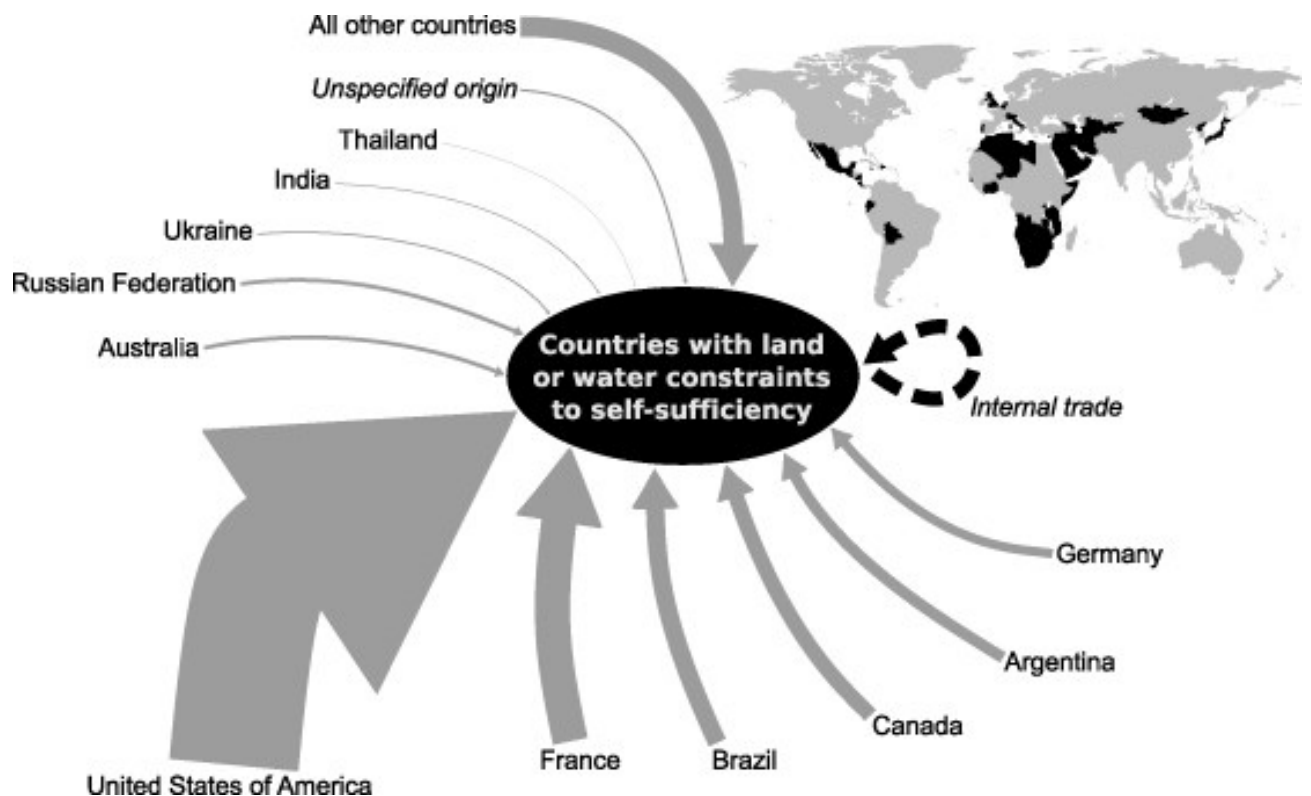 All other countries
Unspecified origin
Thailand
India
Ukraine
Russian Federation
Australia
Countries with land
or water constraints
to self-sufficiency
Internal trade
Germany
Argentina
Canada
France
Brazil
United States of America